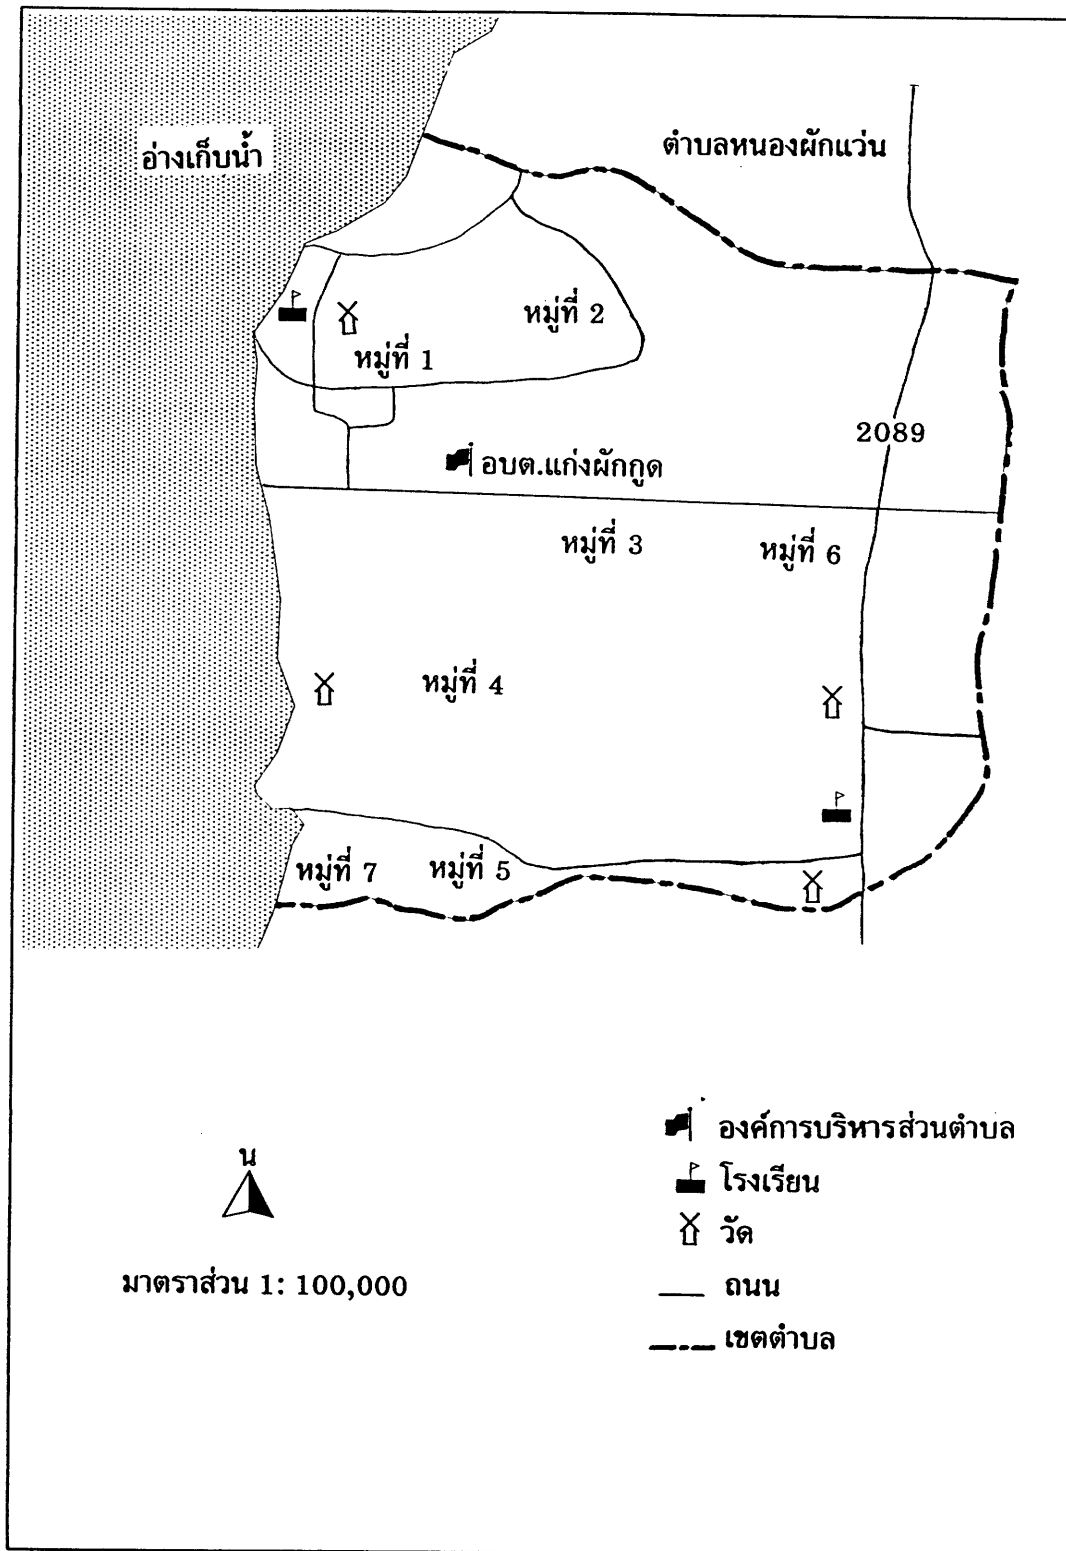 อ่างเก็บน้ำ
ตำบลหนองผักแว่น
หมู่ที่ 2
หมู่ที่ 1
2089
อบต.แก่งผักกูด
หมู่ที่ 3
หมู่ที่ 6
หมู่ที่ 4
หมู่ที่ 7
หมู่ที่ 5
น
มาตราส่วน 1: 100,000
องค์การบริหารส่วนตำบล
โรงเรียน
วัด
ถนน
เขตตำบล